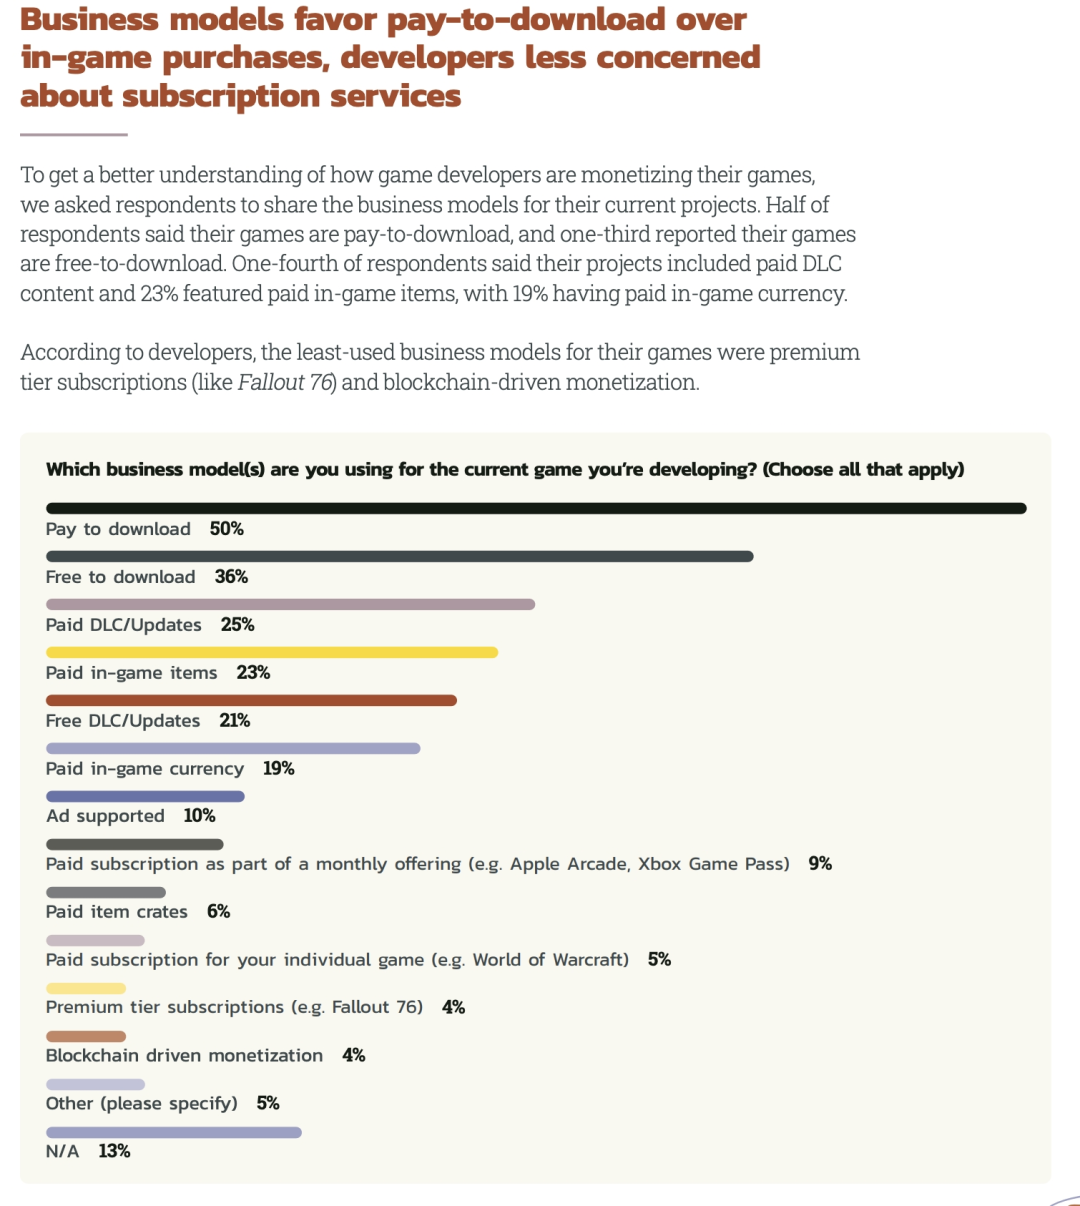 Business models favor pay-to-download over
in-game purchases, developers less concerned
about subscription services
To get a better understanding of how game developers are monetizing their games,
we asked respondents to share the business models for their current projects. Half of
respondents said their games are pay-to-download, and one-third reported their games
are free-to-download. One-fourth of respondents said their projects included paid DLC
content and 23% featured paid in-game items, with 19% having paid in-game currency.
According to developers, the least-used business models for their games were premium
tier subscriptions (like Fallout 76) and blockchain-driven monetization.
Which business model(s) are you using for the current game you're developing? (Choose all that apply)
Pay to download 50%
Free to download 36%
Paid DLC/Updates 25%
Paid in-game items 23%
Free DLC/Updates 21%
Paid in-game currency 19%
Ad supported 10%
Paid subscription as part of a monthly offering (e.g. Apple Arcade, Xbox Game Pass) 9%
Paid item crates 6%
Paid subscription for your individual game (e.g. World of Warcraft) 5%
Premium tier subscriptions (e.g. Fallout 76) 4%
Blockchain driven monetization 4%
Other (please specify) 5%
N/A 13%